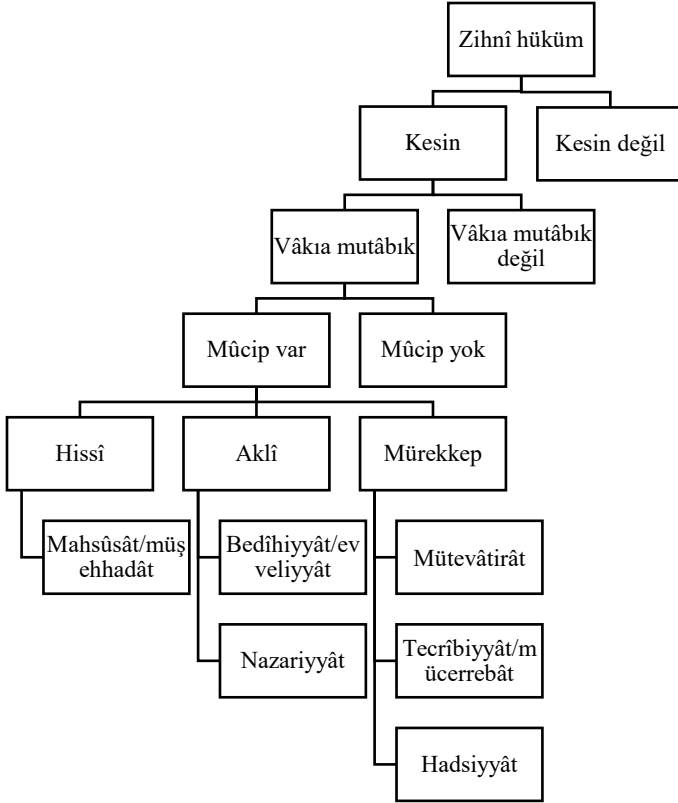 Zihnî hüküm
Kesin
Kesin değil
Vâkıa mutâbık
Vâkıa mutâbık
değil
Mûcip var
Mûcip yok
Hissî
Aklî
Mürekkep
Mahsûsât/müş
ehhadât
Bedîhiyyât/ev
veliyyât
Mütevâtirât
Nazariyyât
Tecrîbiyyât/m
ücerrebât
Hadsiyyât